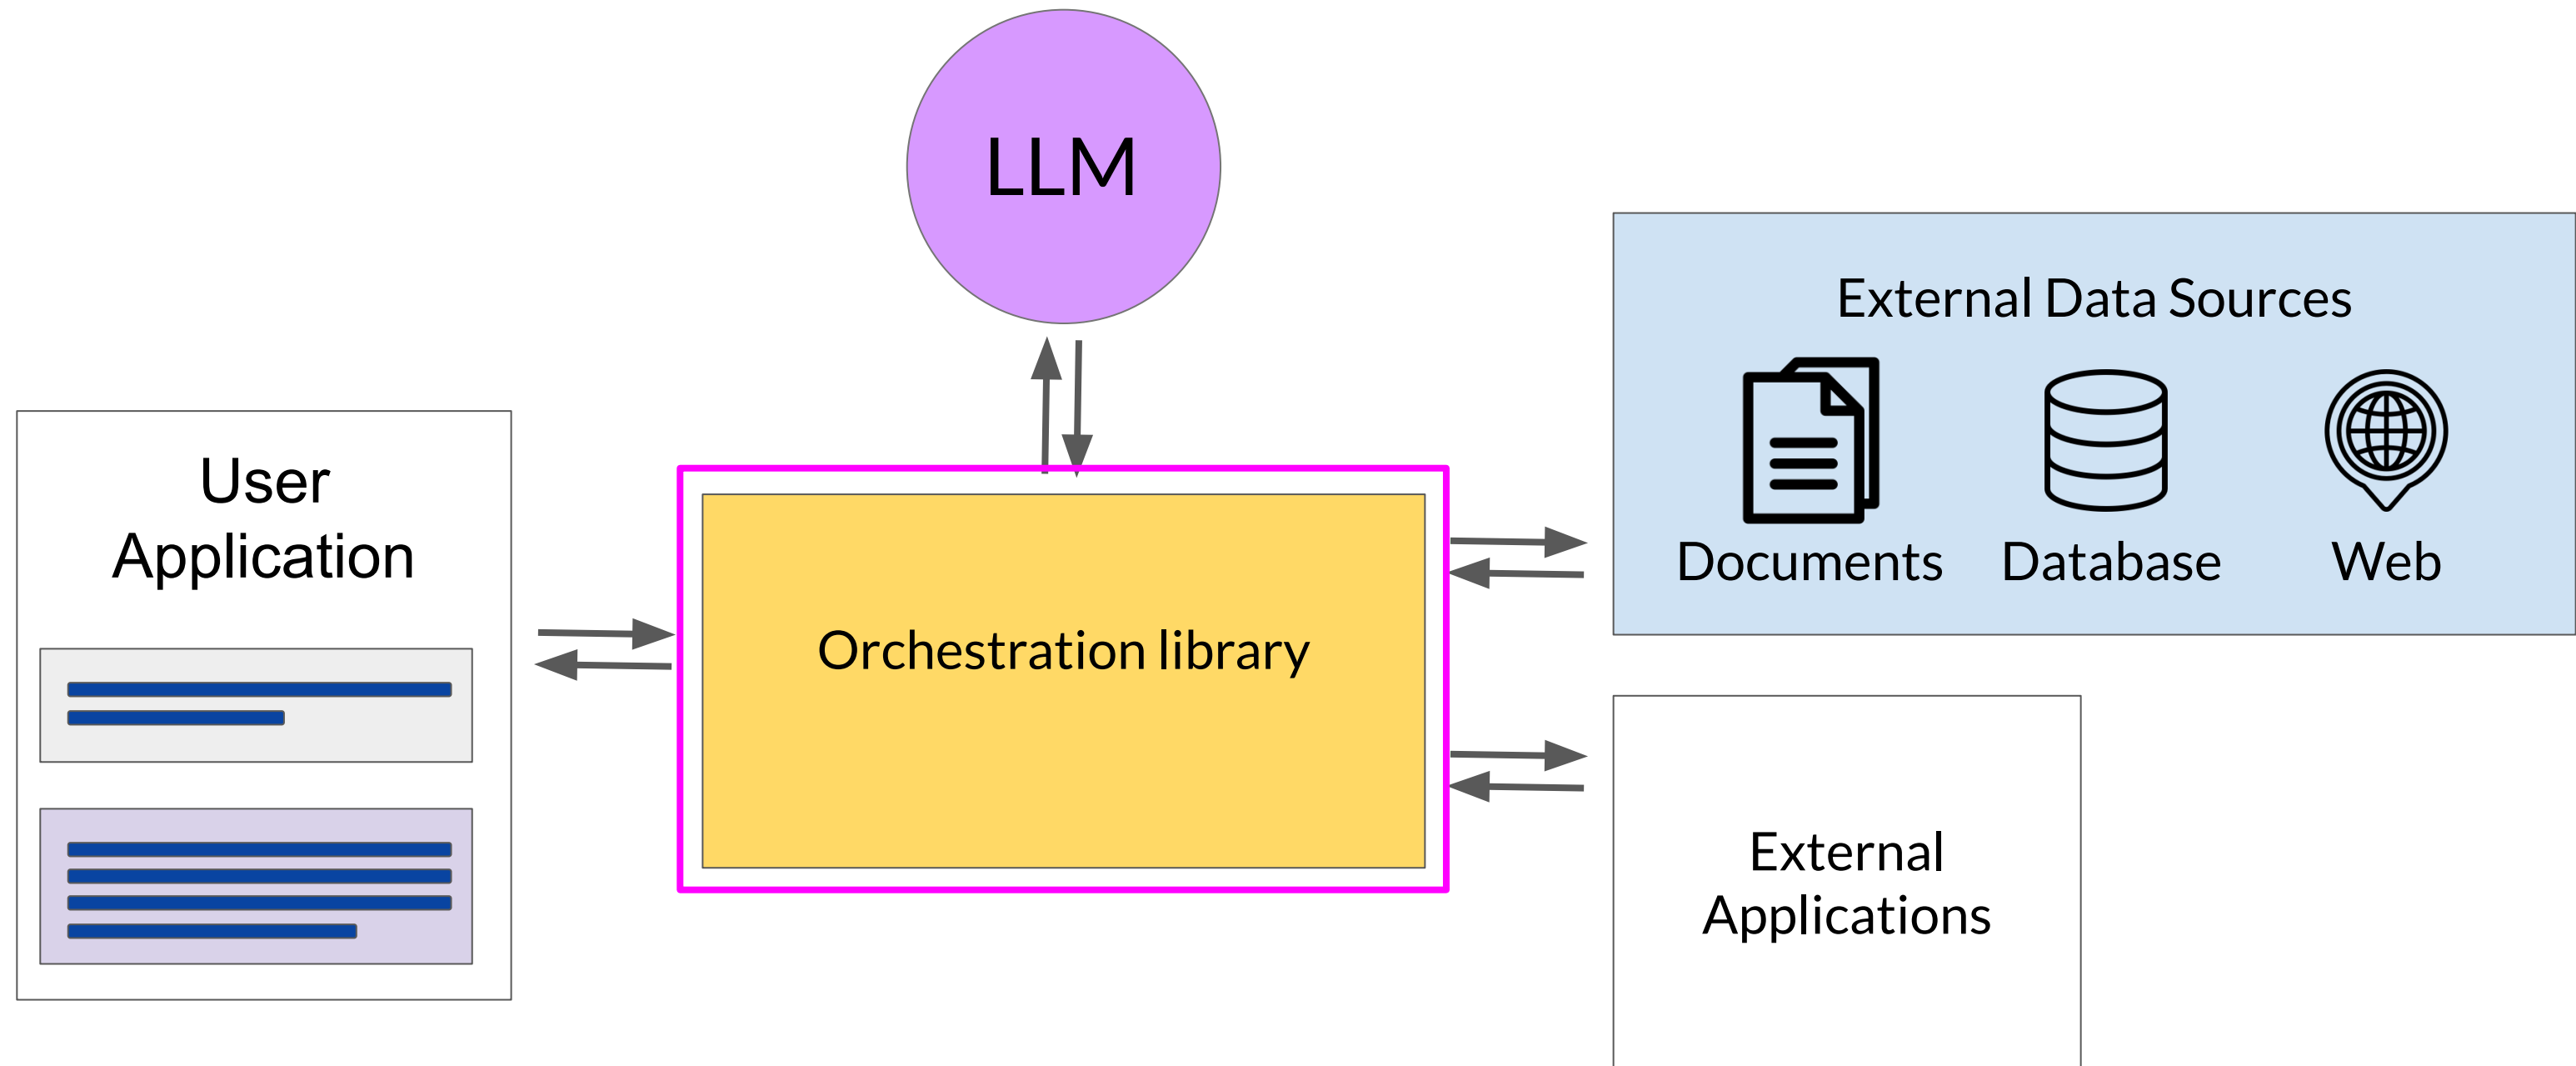 LLM
User
Application
Orchestration library
External Data Sources
Documents
Database
Web
External
Applications